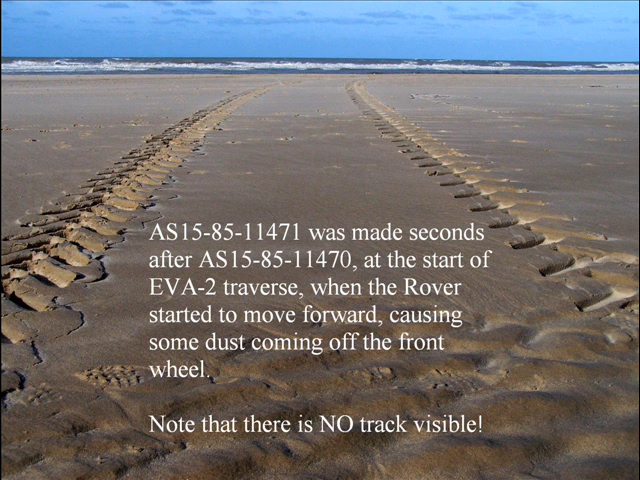 AS15-85-11471 was made seconds
after AS15-85-11470, at the start of
EVA-2 traverse, when the Rover
started to move forward, causing
some dust coming off the front
wheel.
Note that there is NO track visible!